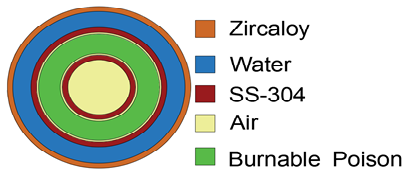 Zircaloy
Water
SS-304
Air
Burnable Poison